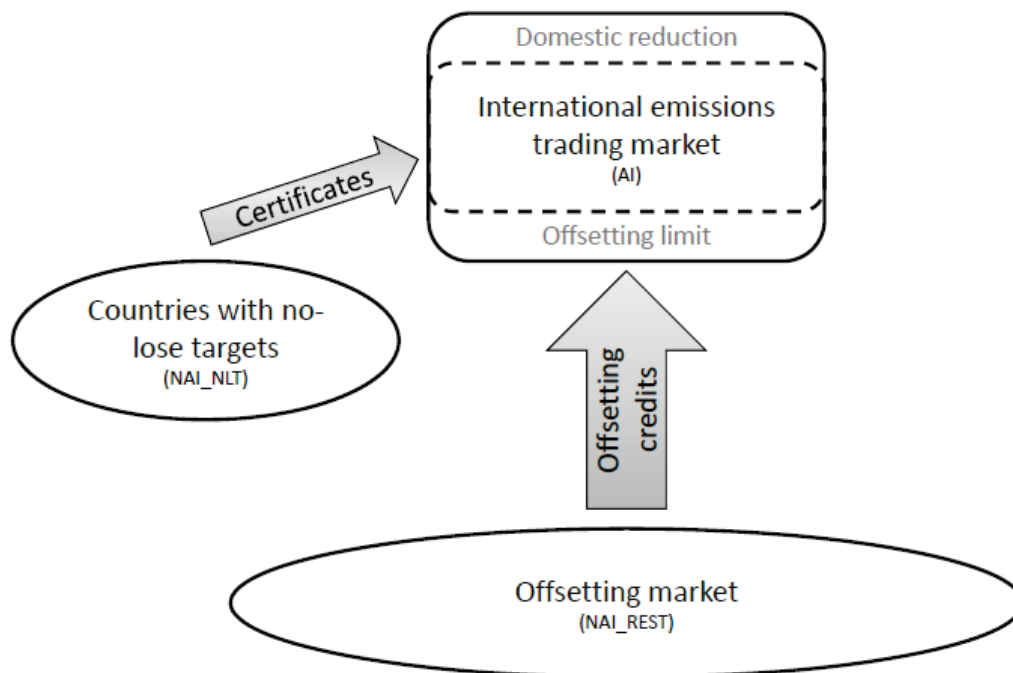 Domestic reduction
International emissions
trading market
(AI)
Offsetting limit
Certificates
Countries with no-
lose targets
(NAI_NLT)
Offsetting
credits
Offsetting market
(NAI_REST)